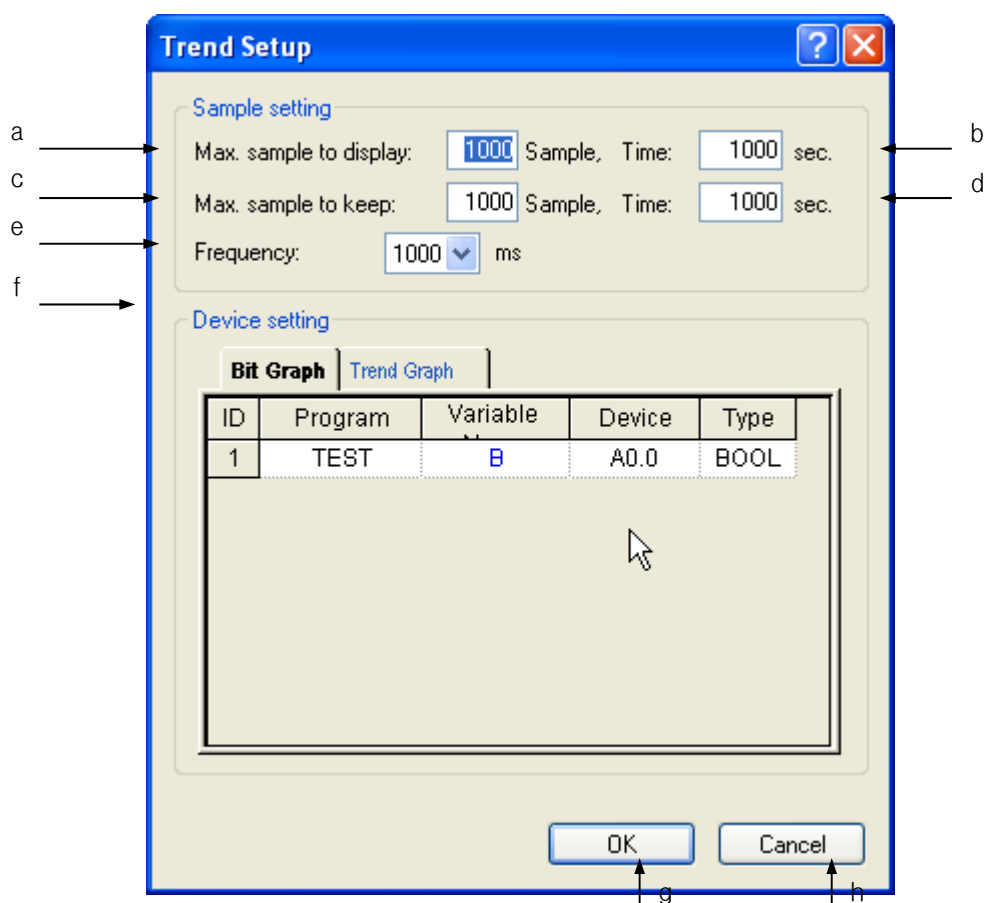 Trend Setup
Sample setting
a
Max. sample to display: 1000 Sample, Time: 1000 sec.
b
c
Max. sample to keep: 1000 Sample, Time: 1000 sec.
d
e
Frequency: 1000 ms
f
Device setting
Bit Graph Trend Graph
ID Program Variable Device Type
1 TEST B A0.0 BOOL
OK Cancel
g h